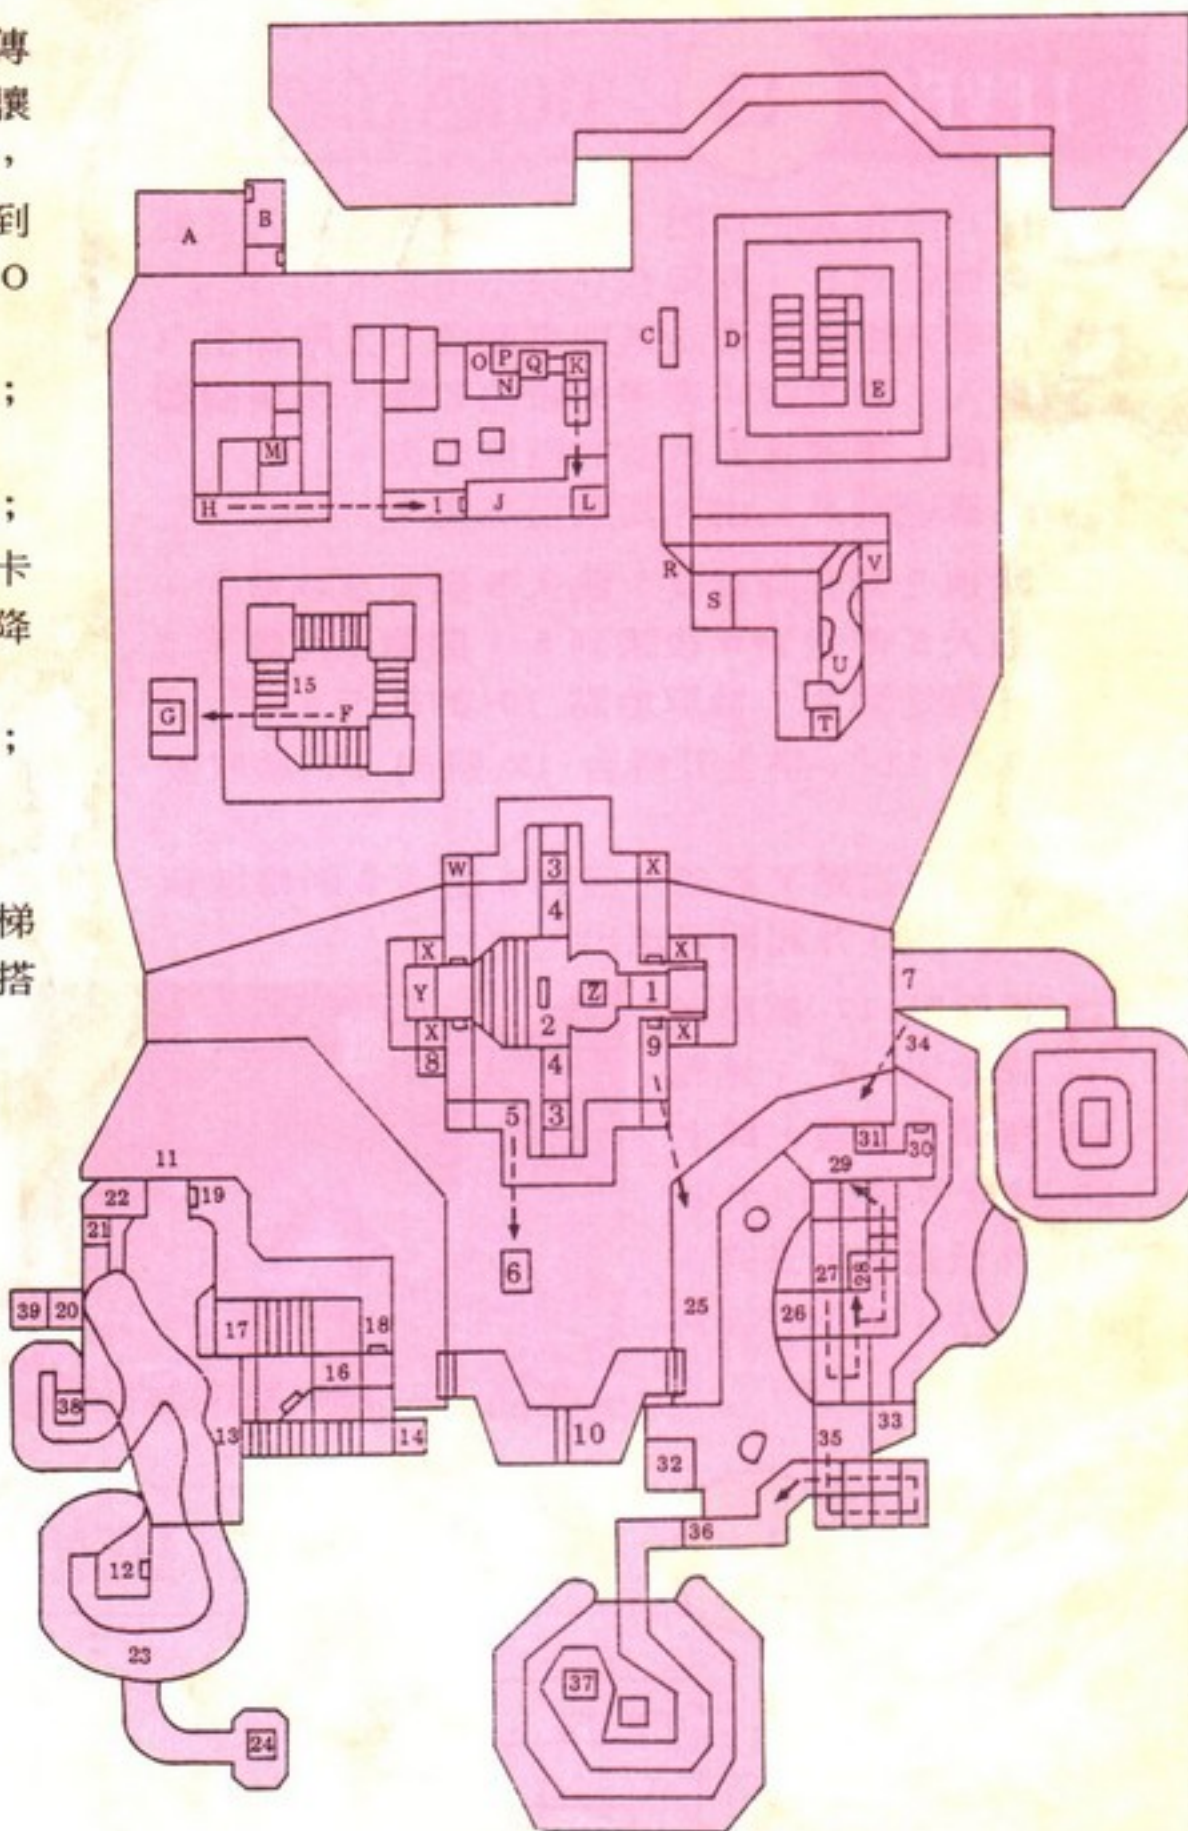 傳
讓
，
到
O
；
；
卡
降
；
梯
搭
A
B
C
D
E
O P Q K
N
M
H
I J L
R
S
V
U
T
15
G
F
W 3 X
4
X X
Y 2 Z 1 7
X X
8 4 9 34
5 3
11
31 30
29
22 19
21
6
27 28
39 20
17 18
25 26
16
38
13 14
10
35 33
32
36
12
23
37
24